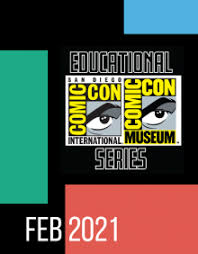 EDUCATIONAL
SAN DIEGO
COMIC CON
INTERNATIONAL
COMIC CON
MUSEUM
SERIES
FEB 2021